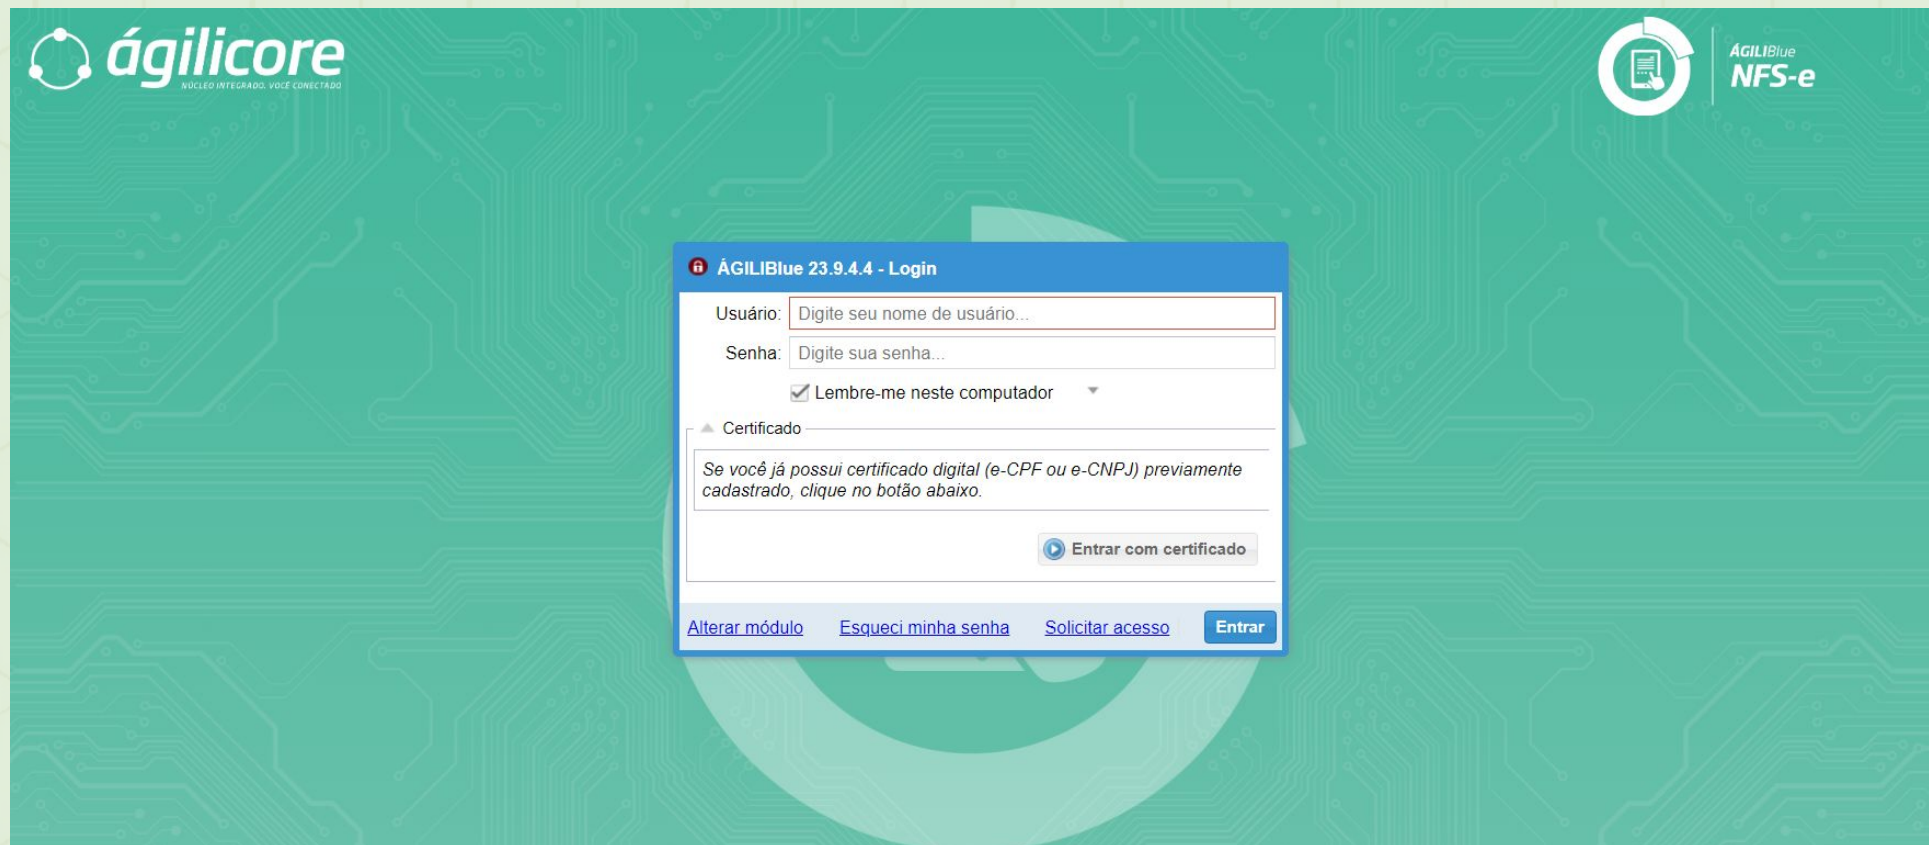 ágilicore
NÚCLEO INTEGRADO. VOCÊ CONECTADO
ÁGILIBlue
NFS-e
ÁGILIBlue 23.9.4.4 - Login
Usuário: Digite seu nome de usuário...
Senha: Digite sua senha...
Lembre-me neste computador
Certificado
Se você já possui certificado digital (e-CPF ou e-CNPJ) previamente
cadastrado, clique no botão abaixo.
Entrar com certificado
Alterar módulo Esqueci minha senha Solicitar acesso Entrar